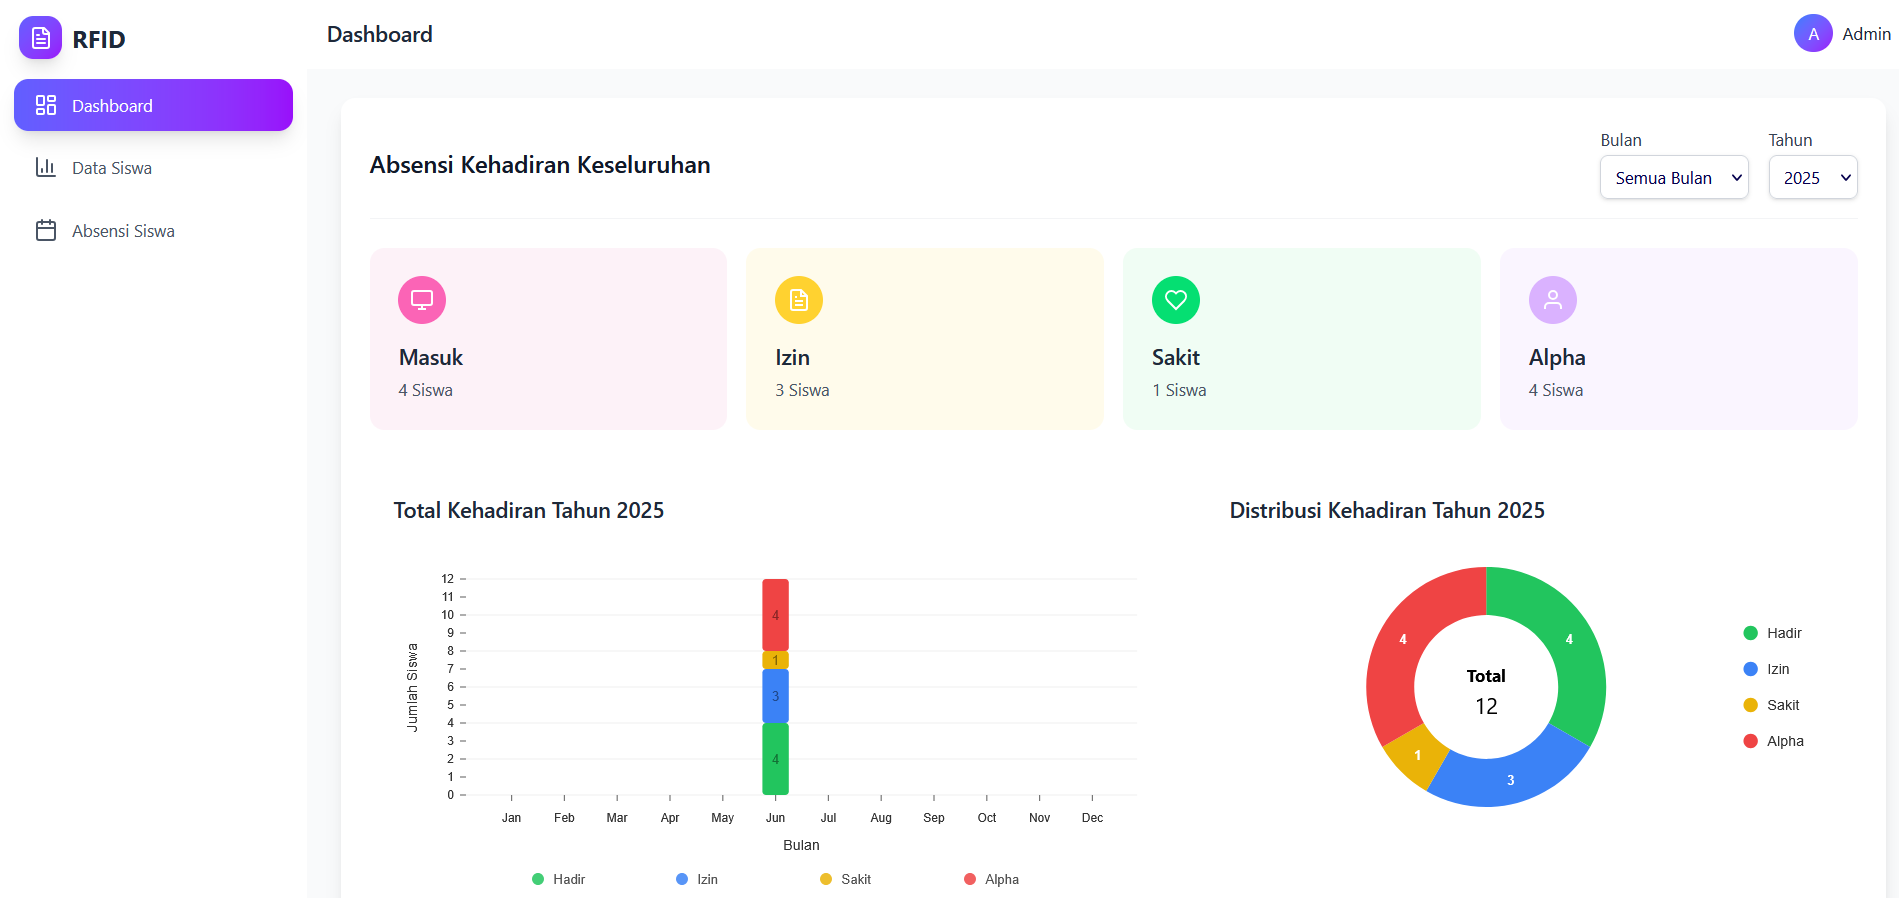 RFID
Dashboard
Data Siswa
Absensi Siswa
Dashboard
A Admin
Absensi Kehadiran Keseluruhan
Bulan
Semua Bulan
Tahun
2025
Masuk
4 Siswa
Izin
3 Siswa
Sakit
1 Siswa
Alpha
4 Siswa
Total Kehadiran Tahun 2025
Jumlah Siswa
12
11
10
9
8
7
6
5
4
3
2
1
0
4
1
3
4
Jan Feb Mar Apr May Jun Jul Aug Sep Oct Nov Dec
Bulan
Hadir Izin Sakit Alpha
Distribusi Kehadiran Tahun 2025
4
4
1
3
Total
12
Hadir
Izin
Sakit
Alpha